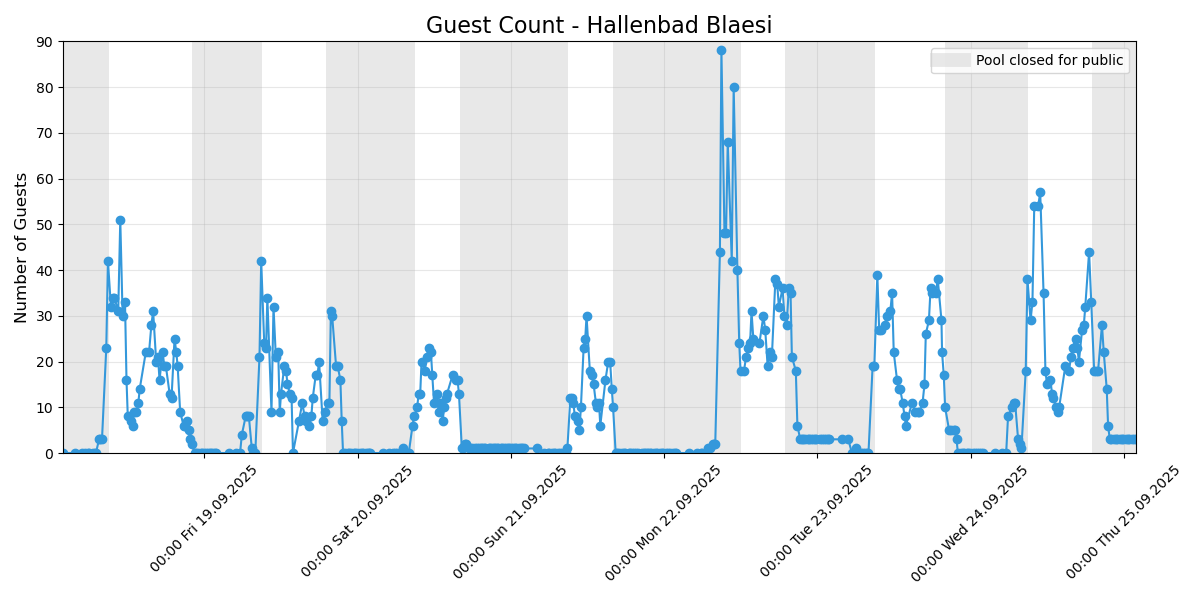 Guest Count - Hallenbad Blaesi
Pool closed for public
Number of Guests
90
80
70
60
50
40
30
20
10
0
00:00 Fri 19.09.2025
00:00 Sat 20.09.2025
00:00 Sun 21.09.2025
00:00 Mon 22.09.2025
00:00 Tue 23.09.2025
00:00 Wed 24.09.2025
00:00 Thu 25.09.2025